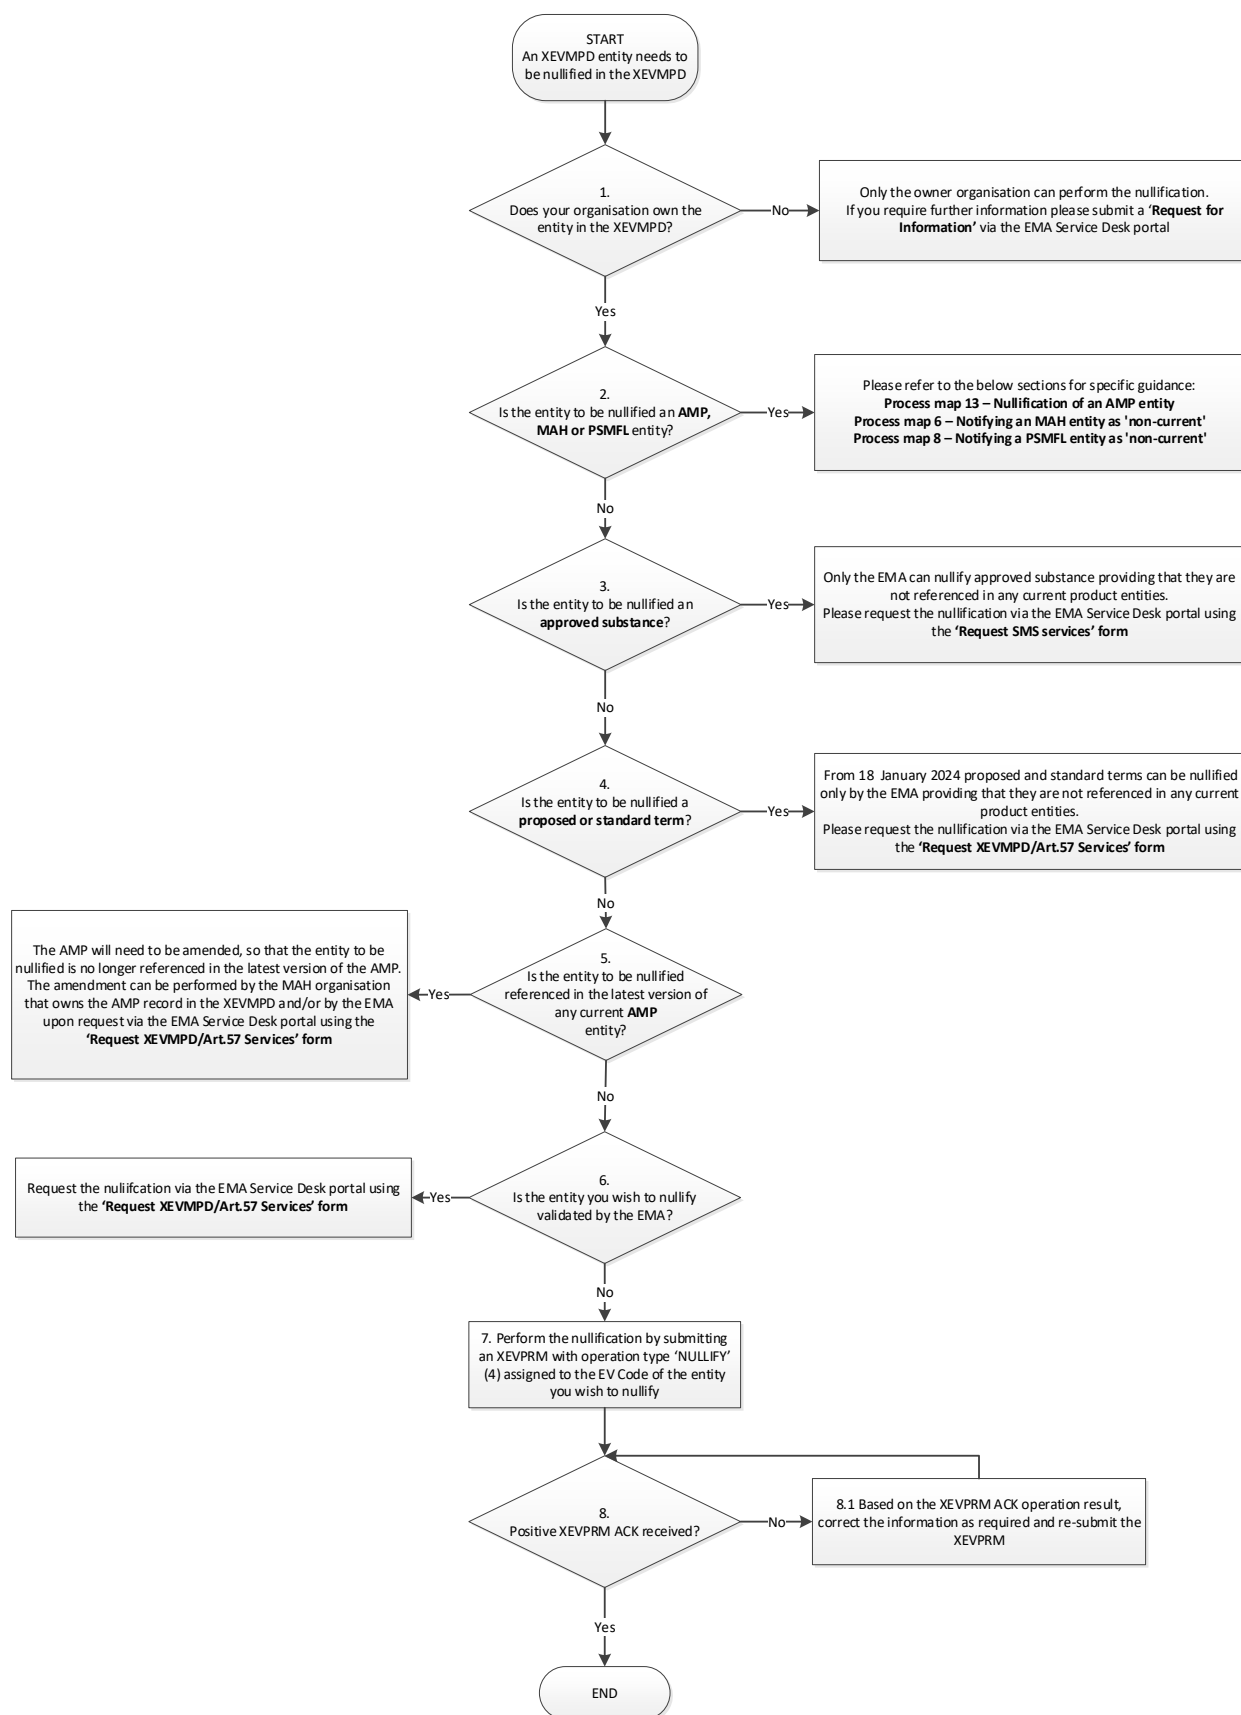 START
An XEVMPD entity needs to
be nullified in the XEVMPD
1.
Does your organisation own the
entity in the XEVMPD?
No
Only the owner organisation can perform the nullification.
If you require further information please submit a ‘Request for
Information’ via the EMA Service Desk portal
Yes
2.
Is the entity to be nullified an AMP,
MAH or PSMFL entity?
Yes
Please refer to the below sections for specific guidance:
Process map 13 – Nullification of an AMP entity
Process map 6 – Notifying an MAH entity as 'non-current'
Process map 8 – Notifying a PSMFL entity as 'non-current'
No
3.
Is the entity to be nullified an
approved substance?
Yes
Only the EMA can nullify approved substance providing that they are
not referenced in any current product entities.
Please request the nullification via the EMA Service Desk portal using
the ‘Request SMS services’ form
No
4.
Is the entity to be nullified a
proposed or standard term?
Yes
From 18 January 2024 proposed and standard terms can be nullified
only by the EMA providing that they are not referenced in any current
product entities.
Please request the nullification via the EMA Service Desk portal using
the ‘Request XEVMPD/Art.57 Services’ form
No
5.
Is the entity to be nullified
referenced in the latest version of
any current AMP
entity?
Yes
The AMP will need to be amended, so that the entity to be
nullified is no longer referenced in the latest version of the AMP.
The amendment can be performed by the MAH organisation
that owns the AMP record in the XEVMPD and/or by the EMA
upon request via the EMA Service Desk portal using the
‘Request XEVMPD/Art.57 Services’ form
No
6.
Is the entity you wish to nullify
validated by the EMA?
Yes
Request the nuliifcation via the EMA Service Desk portal using
the ‘Request XEVMPD/Art.57 Services’ form
No
7. Perform the nullification by submitting
an XEVPRM with operation type ‘NULLIFY’
(4) assigned to the EV Code of the entity
you wish to nullify
8.
Positive XEVPRM ACK received?
No
8.1 Based on the XEVPRM ACK operation result,
correct the information as required and re-submit the
XEVPRM
Yes
END